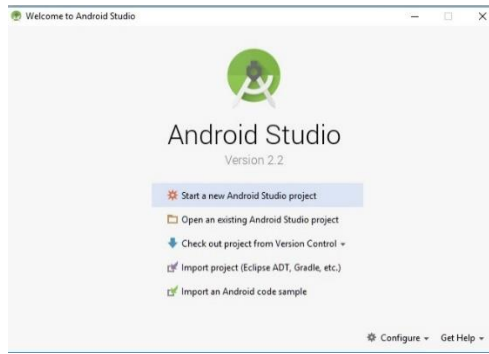 Welcome to Android Studio
Android Studio
Version 2.2
Start a new Android Studio project
Open an existing Android Studio project
Check out project from Version Control
Import project (Eclipse ADT, Gradle, etc.)
Import an Android code sample
Configure Get Help